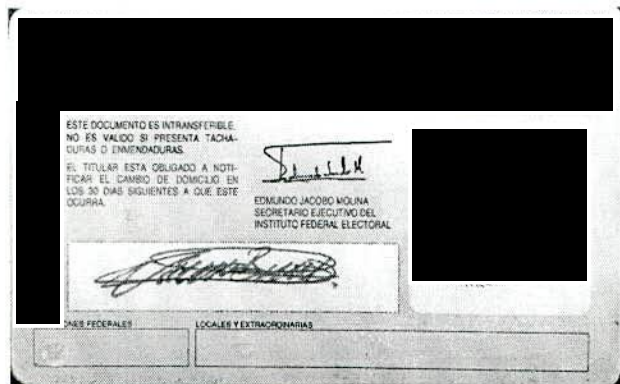 ESTE DOCUMENTO ES INTRANSFERIBLE,
NO ES VALIDO SI PRESENTA TACHA-
DURAS O ENMENDADURAS.
EL TITULAR ESTA OBLIGADO A NOTI-
FICAR EL CAMBIO DE DOMICILIO EN
LOS 30 DIAS SIGUIENTES A QUE ESTE
OCURRA.
EDMUNDO JACOBO MOLINA
SECRETARIO EJECUTIVO DEL
INSTITUTO FEDERAL ELECTORAL
FEDERALES
LOCALES Y EXTRAORDINARIAS